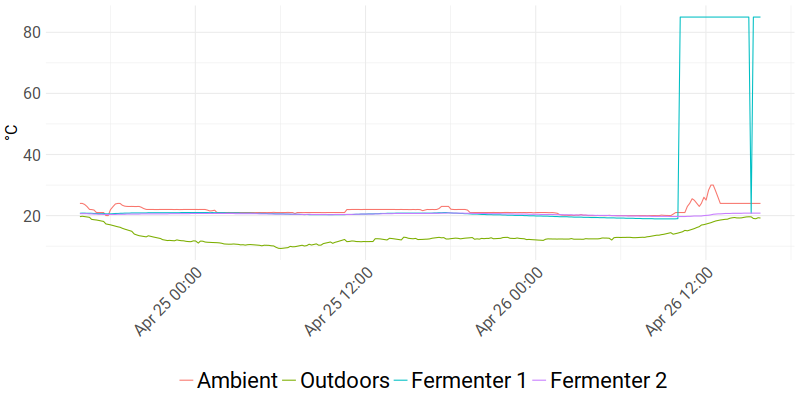 80
60
40
20
°C
Apr 25 00:00
Apr 25 12:00
Apr 26 00:00
Apr 26 12:00
Ambient Outdoors Fermenter 1 Fermenter 2